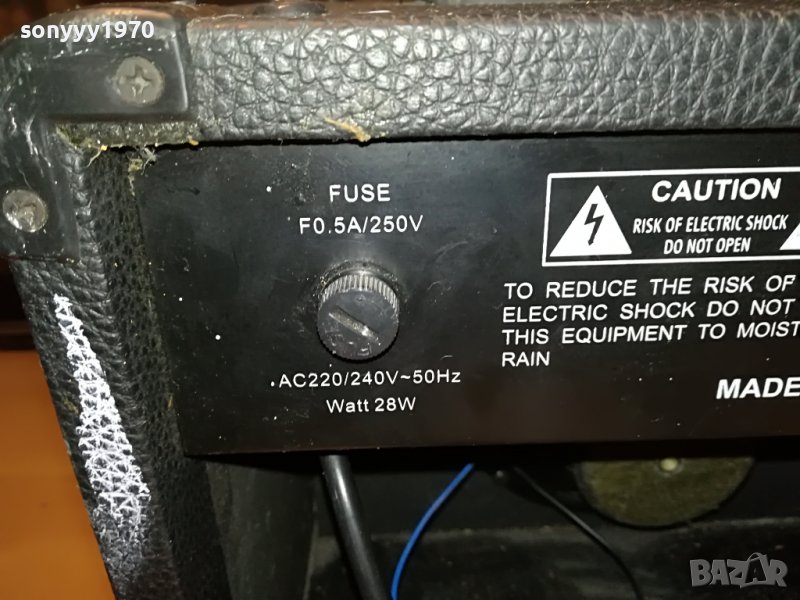 sonyyy1970
FUSE
F0.5A/250V
CAUTION
RISK OF ELECTRIC SHOCK
DO NOT OPEN
TO REDUCE THE RISK OF
ELECTRIC SHOCK DO NOT
THIS EQUIPMENT TO MOIST
RAIN
AC220/240V~50Hz
Watt 28W
MADE
BAZAR